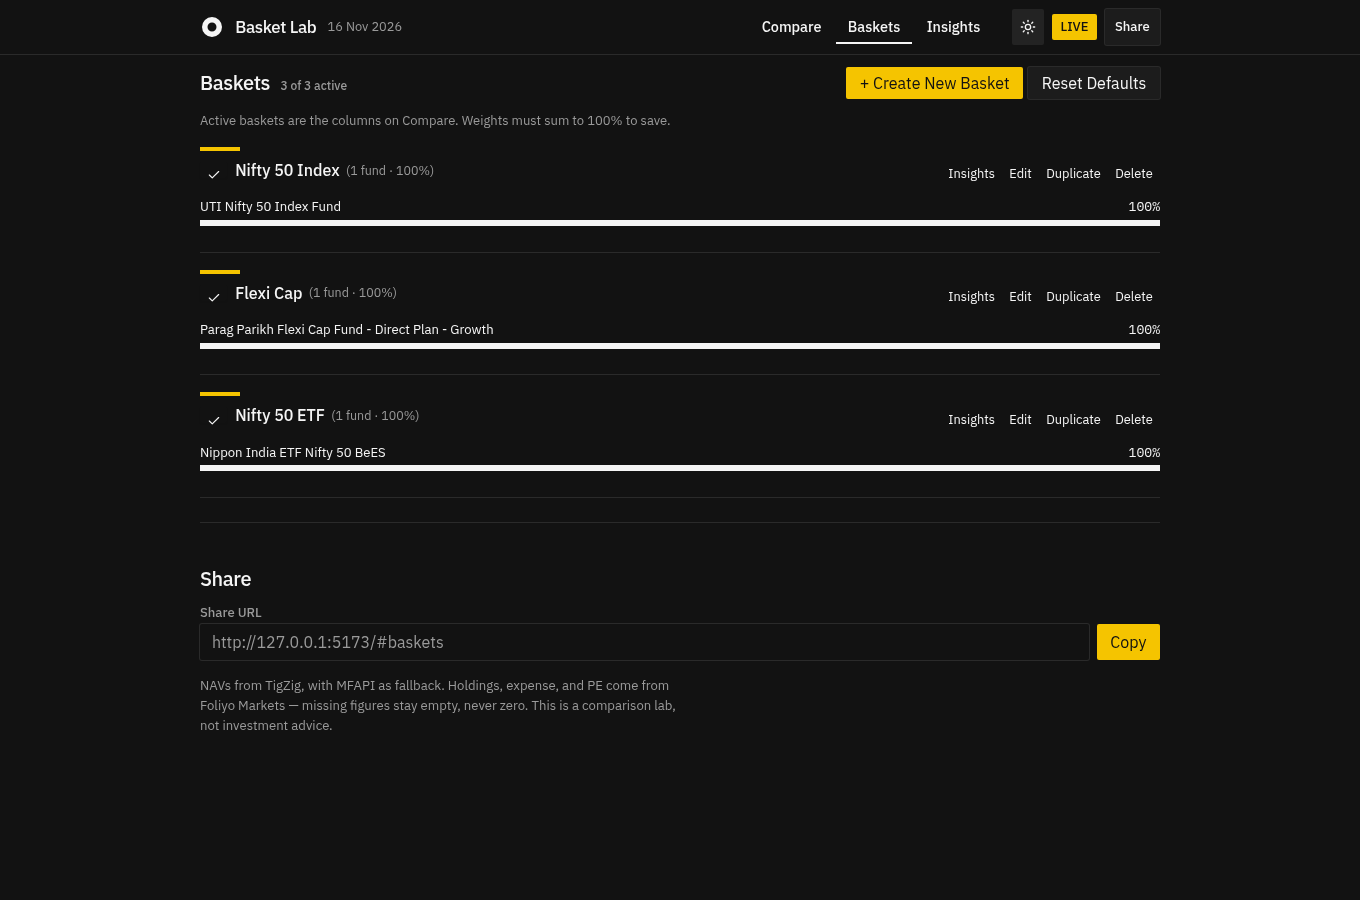 Basket Lab 16 Nov 2026 Compare Baskets Insights LIVE Share
Baskets 3 of 3 active + Create New Basket Reset Defaults
Active baskets are the columns on Compare. Weights must sum to 100% to save.
Nifty 50 Index (1 fund · 100%) Insights Edit Duplicate Delete
UTI Nifty 50 Index Fund 100%
Flexi Cap (1 fund · 100%) Insights Edit Duplicate Delete
Parag Parikh Flexi Cap Fund - Direct Plan - Growth 100%
Nifty 50 ETF (1 fund · 100%) Insights Edit Duplicate Delete
Nippon India ETF Nifty 50 BeES 100%
Share
Share URL
http://127.0.0.1:5173/#baskets Copy
NAVs from TigZig, with MFAPI as fallback. Holdings, expense, and PE come from
Foliyo Markets — missing figures stay empty, never zero. This is a comparison lab,
not investment advice.